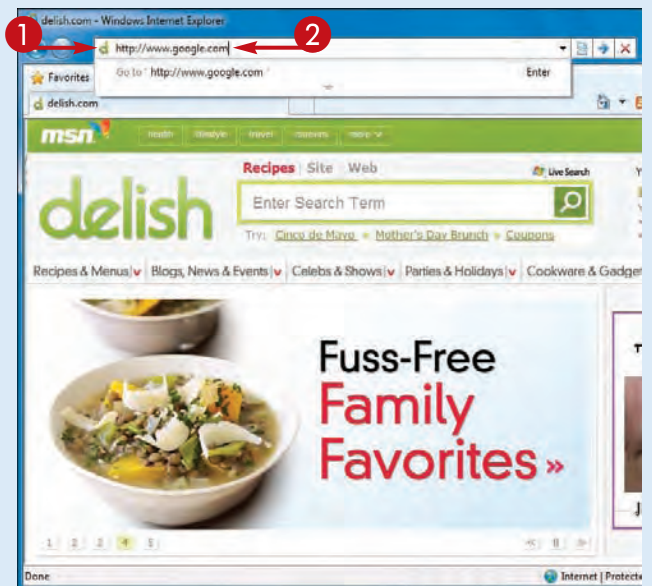 delish.com - Windows Internet Explorer
1
http://www.google.com
2
Favorites
Go to " http://www.google.com "
Enter
delish.com
msn
health
lifestyle
travel
more
Recipes | Site Web
Live Search
delish
Enter Search Term
Try: Cinco de Mayo Mother's Day Brunch Coupons
Recipes & Menus | Blogs, News & Events | Celebs & Shows | Parties & Holidays | Cookware & Gadget
Fuss-Free
Family
Favorites »
1 2 3 4 5
Done
Internet | Protecte